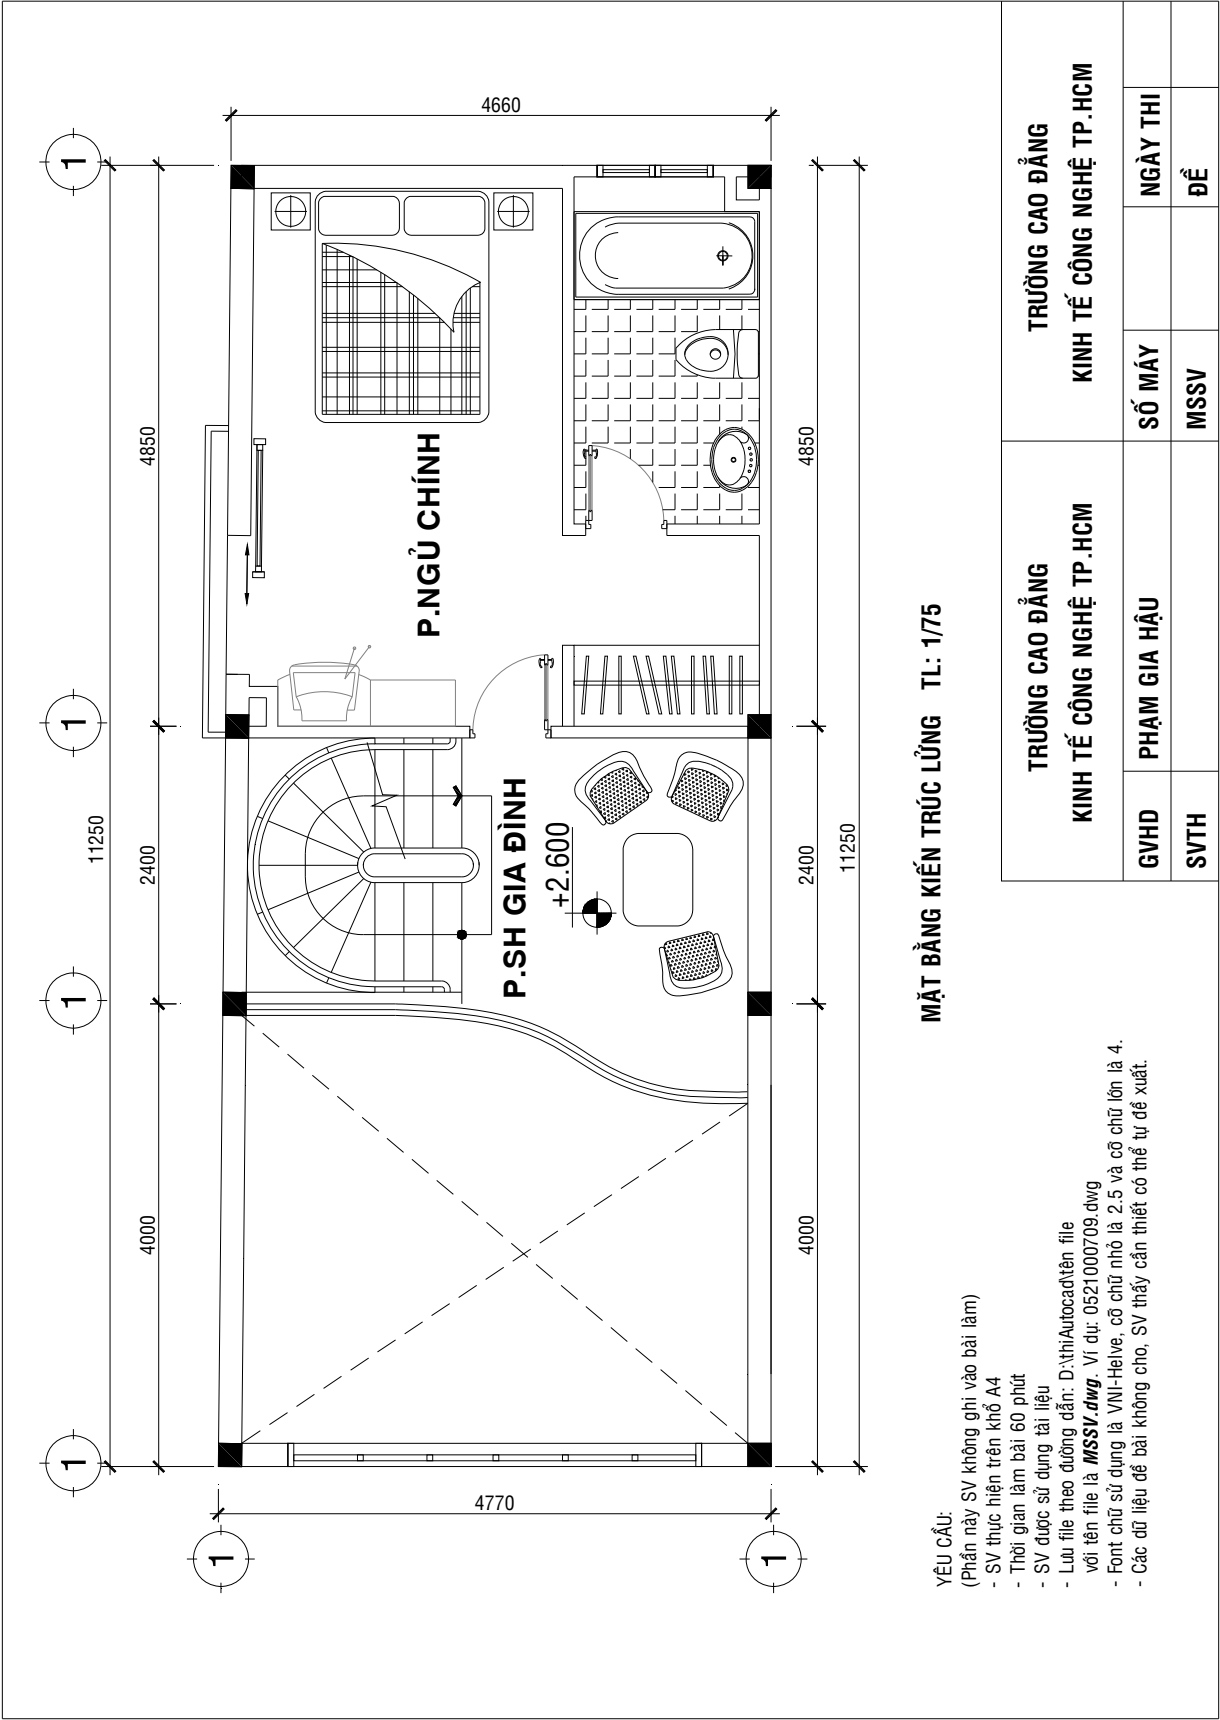 1
1
1
1
11250
4000
2400
4850
4770
4660
1
1
P.NGỦ CHÍNH
P.SH GIA ĐÌNH
+2.600
4000
2400
4850
11250
MẶT BẰNG KIẾN TRÚC LỬNG TL: 1/75
YÊU CẦU:
(Phần này SV không ghi vào bài làm)
- SV thực hiện trên khổ A4
- Thời gian làm bài 60 phút
- SV được sử dụng tài liệu
- Lưu file theo đường dẫn: D:\thiAutocad\tên file
với tên file là MSSV.dwg. Ví dụ: 0521000709.dwg
- Font chữ sử dụng là VNI-Helve, cỡ chữ nhỏ là 2.5 và cỡ chữ lớn là 4.
- Các dữ liệu đề bài không cho, SV thấy cần thiết có thể tự đề xuất.
TRƯỜNG CAO ĐẲNG
KINH TẾ CÔNG NGHỆ TP.HCM
TRƯỜNG CAO ĐẲNG
KINH TẾ CÔNG NGHỆ TP.HCM
GVHD PHẠM GIA HẬU SỐ MÁY NGÀY THI
SVTH MSSV ĐỀ